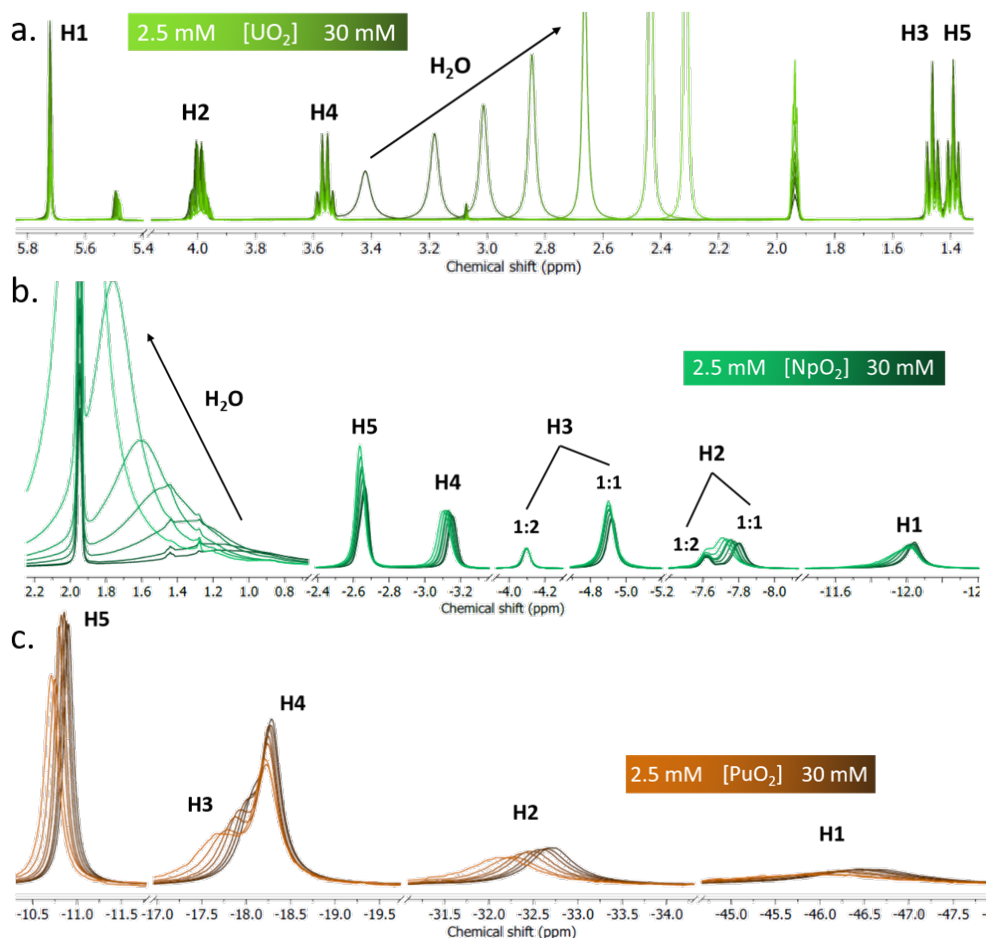 a.
H1
2.5 mM [UO₂] 30 mM
H3 H5
H2O
H2
H4
5.8 5.6 5.4 4.0 3.6 3.4 3.2 3.0 2.8 2.6 2.4 2.2 2.0 1.8 1.6 1.4
Chemical shift (ppm)
b.
2.5 mM [NpO₂] 30 mM
H₂O
H5
H3
H2
H4
1:1
1:1
H1
1:2
1:2
2.2 2.0 1.8 1.6 1.4 1.2 1.0 0.8 -2.4 -2.6 -2.8 -3.0 -3.2 -4.0 -4.2 -4.8 -5.0 -5.2 -7.6 -7.8 -8.0 -11.6 -12.0 -12
Chemical shift (ppm)
c.
H5
H4
2.5 mM [PuO₂] 30 mM
H3
H2
H1
-10.5 -11.0 -11.5 -17.0 -17.5 -18.0 -18.5 -19.0 -19.5 -31.5 -32.0 -32.5 -33.0 -33.5 -34.0 -45.0 -45.5 -46.0 -46.5 -47.0 -47.5
Chemical shift (ppm)